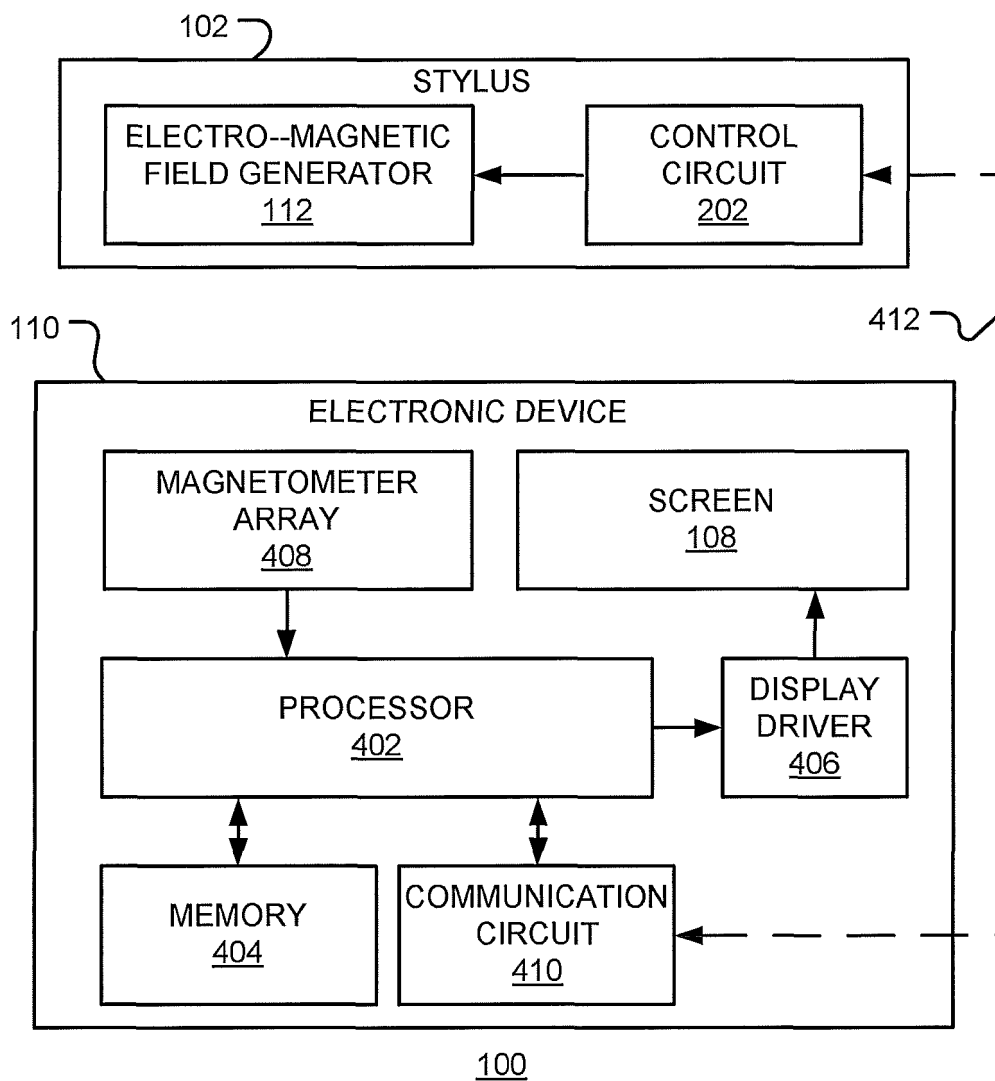 102
STYLUS
ELECTRO--MAGNETIC
FIELD GENERATOR
112
CONTROL
CIRCUIT
202
110
412
ELECTRONIC DEVICE
MAGNETOMETER
ARRAY
408
SCREEN
108
PROCESSOR
402
DISPLAY
DRIVER
406
MEMORY
404
COMMUNICATION
CIRCUIT
410
100